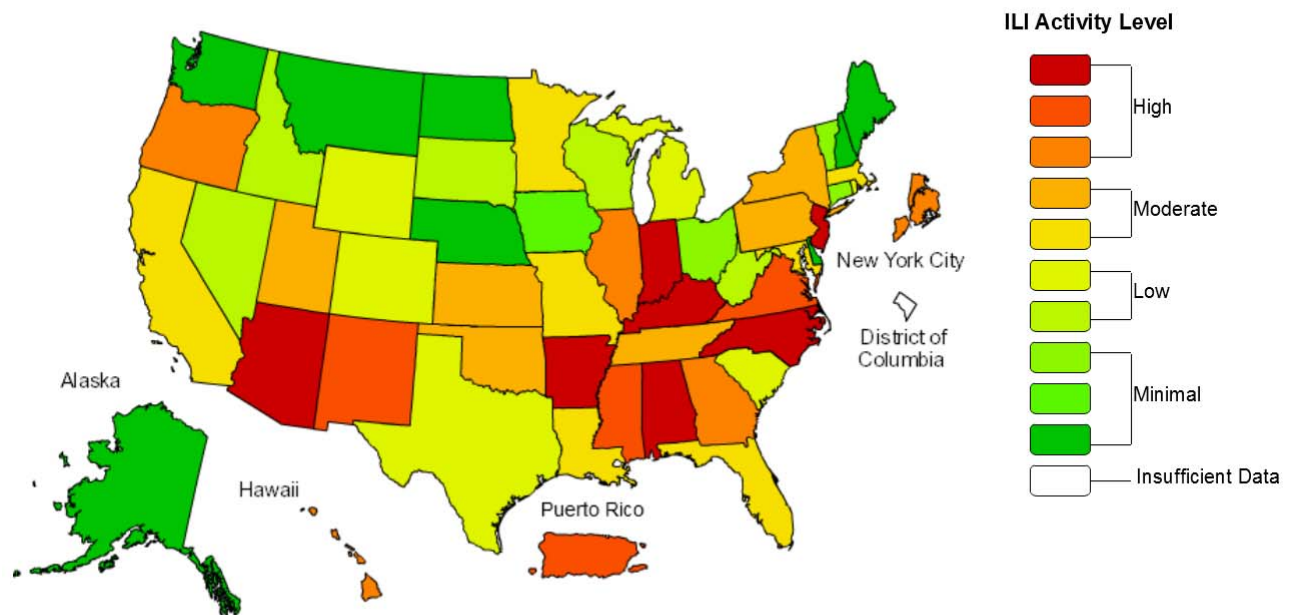 ILI Activity Level
High
Moderate
Low
Minimal
Insufficient Data
New York City
District of
Columbia
Alaska
Hawaii
Puerto Rico